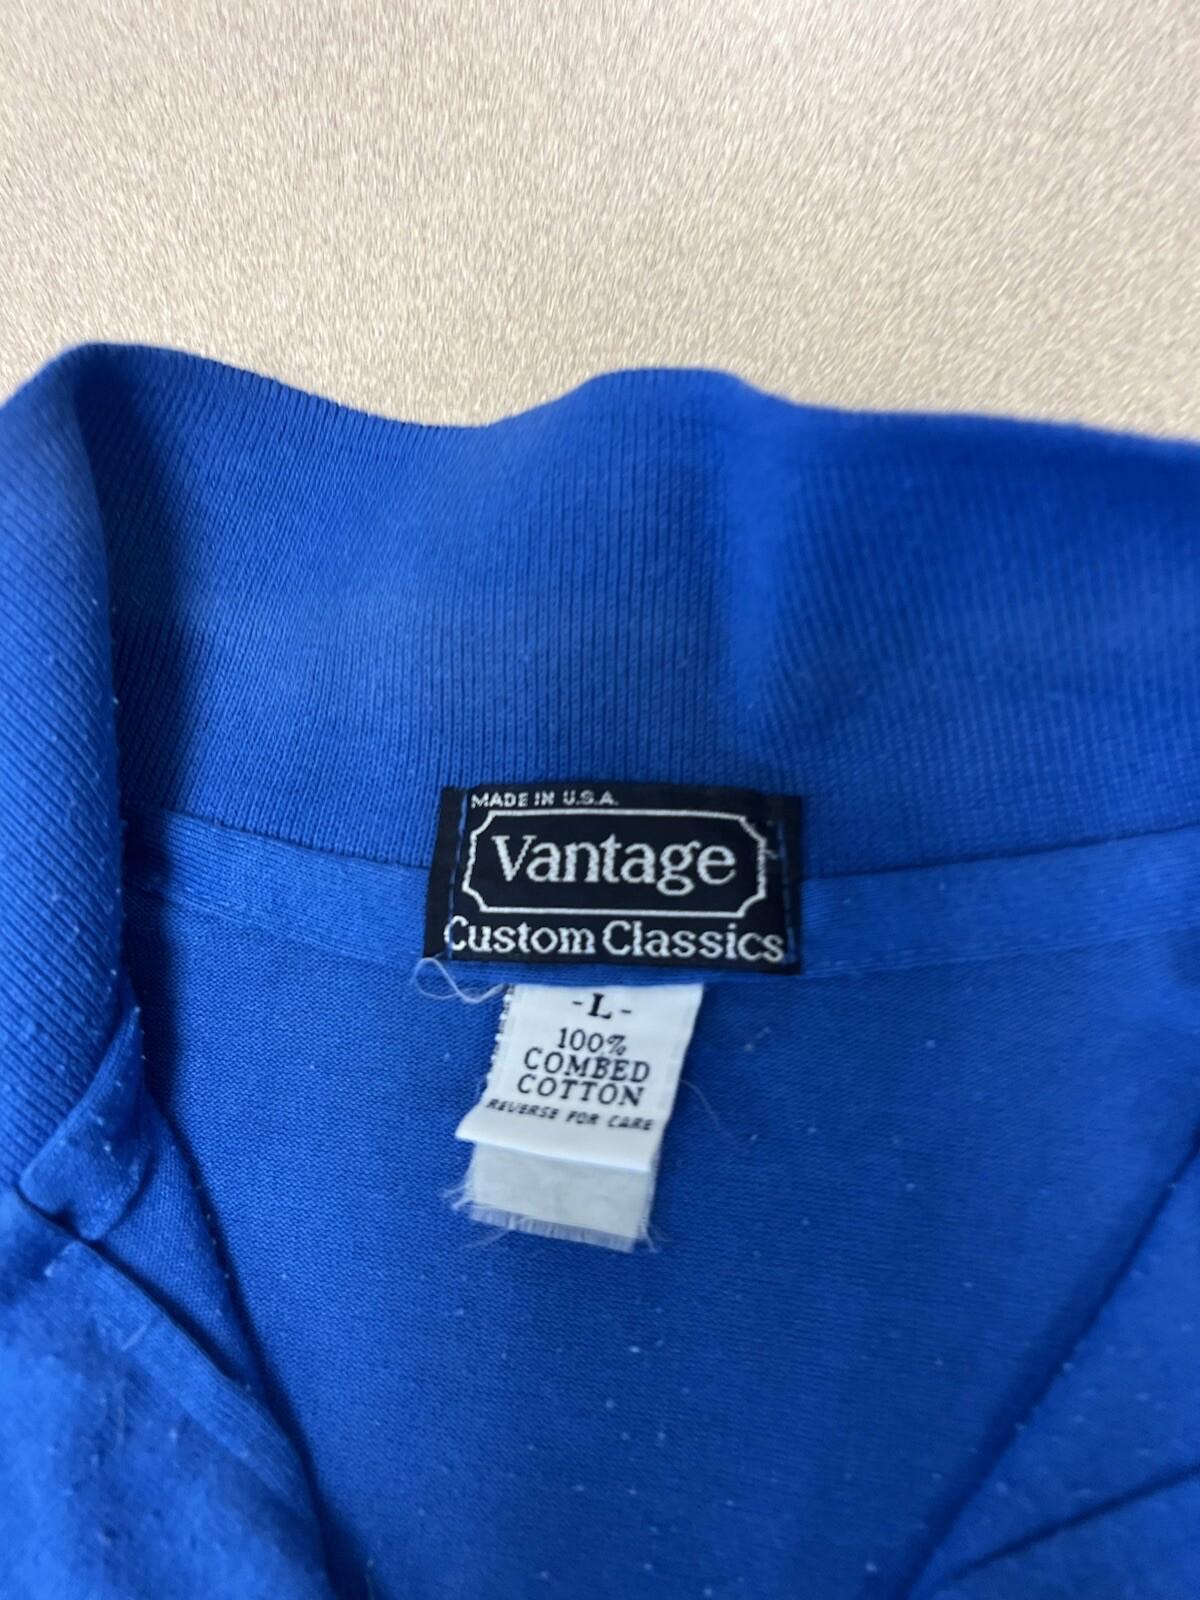 MADE IN U.S.A.
Vantage
Custom Classics
-L-
100%
COMBED
COTTON
REVERSE FOR CARE